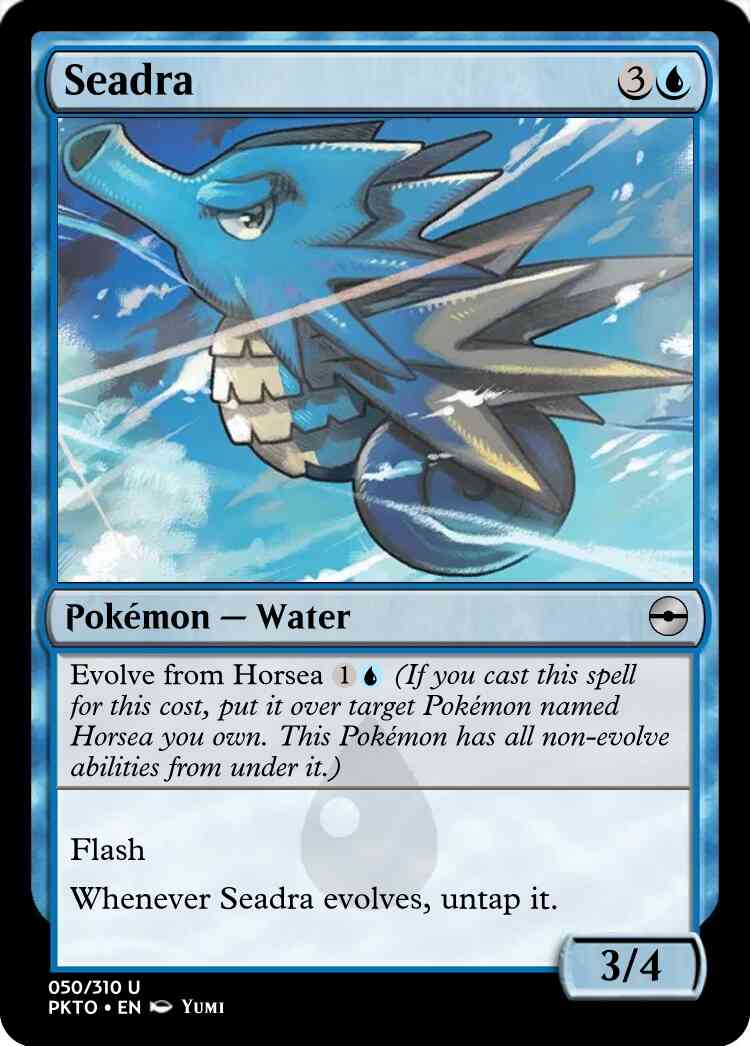 Seadra 3
Pokémon — Water
Evolve from Horsea 1 (If you cast this spell
for this cost, put it over target Pokémon named
Horsea you own. This Pokémon has all non-evolve
abilities from under it.)
Flash
Whenever Seadra evolves, untap it.
3/4
050/310 U
PKTO • EN Yumi